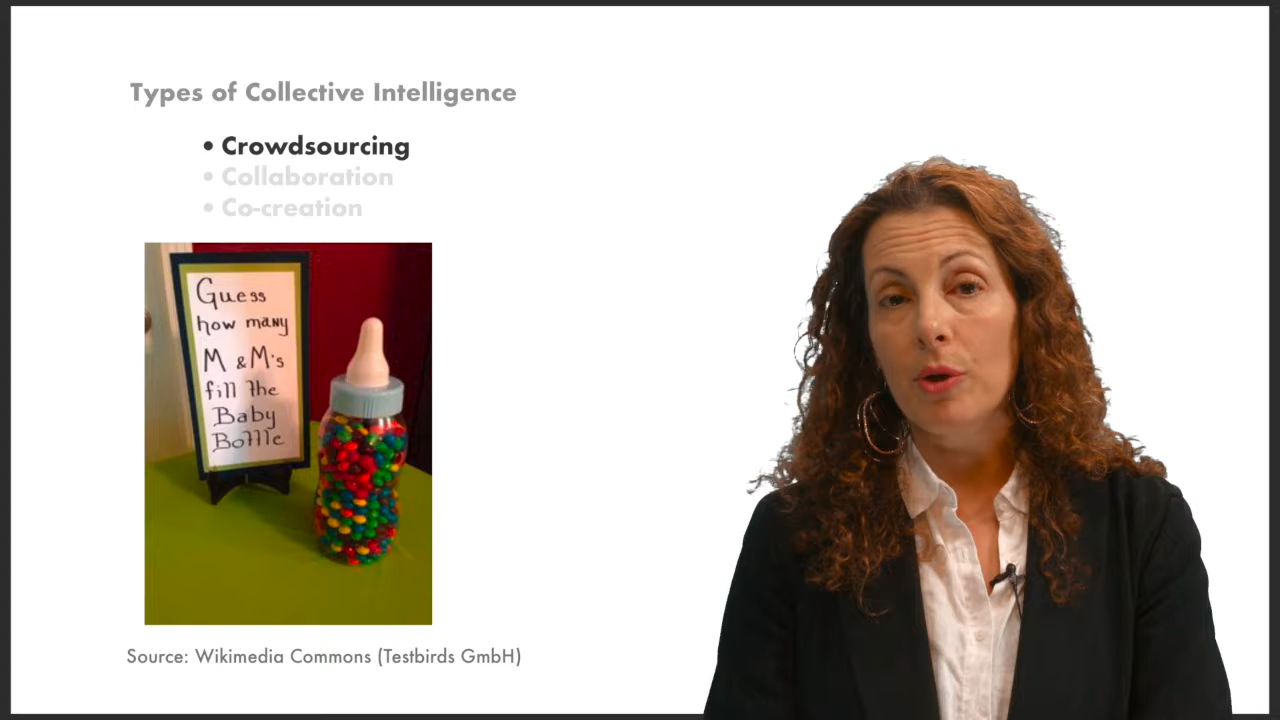 Types of Collective Intelligence
• Crowdsourcing
• Collaboration
• Co-creation
Guess
how many
M & M's
fill the
Baby
Bottle
Source: Wikimedia Commons (Testbirds GmbH)